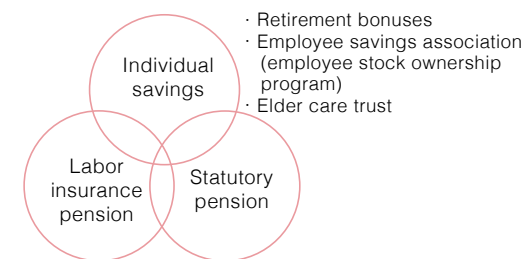 Individual
savings
· Retirement bonuses
· Employee savings association
(employee stock ownership
program)
· Elder care trust
Labor
insurance
pension
Statutory
pension